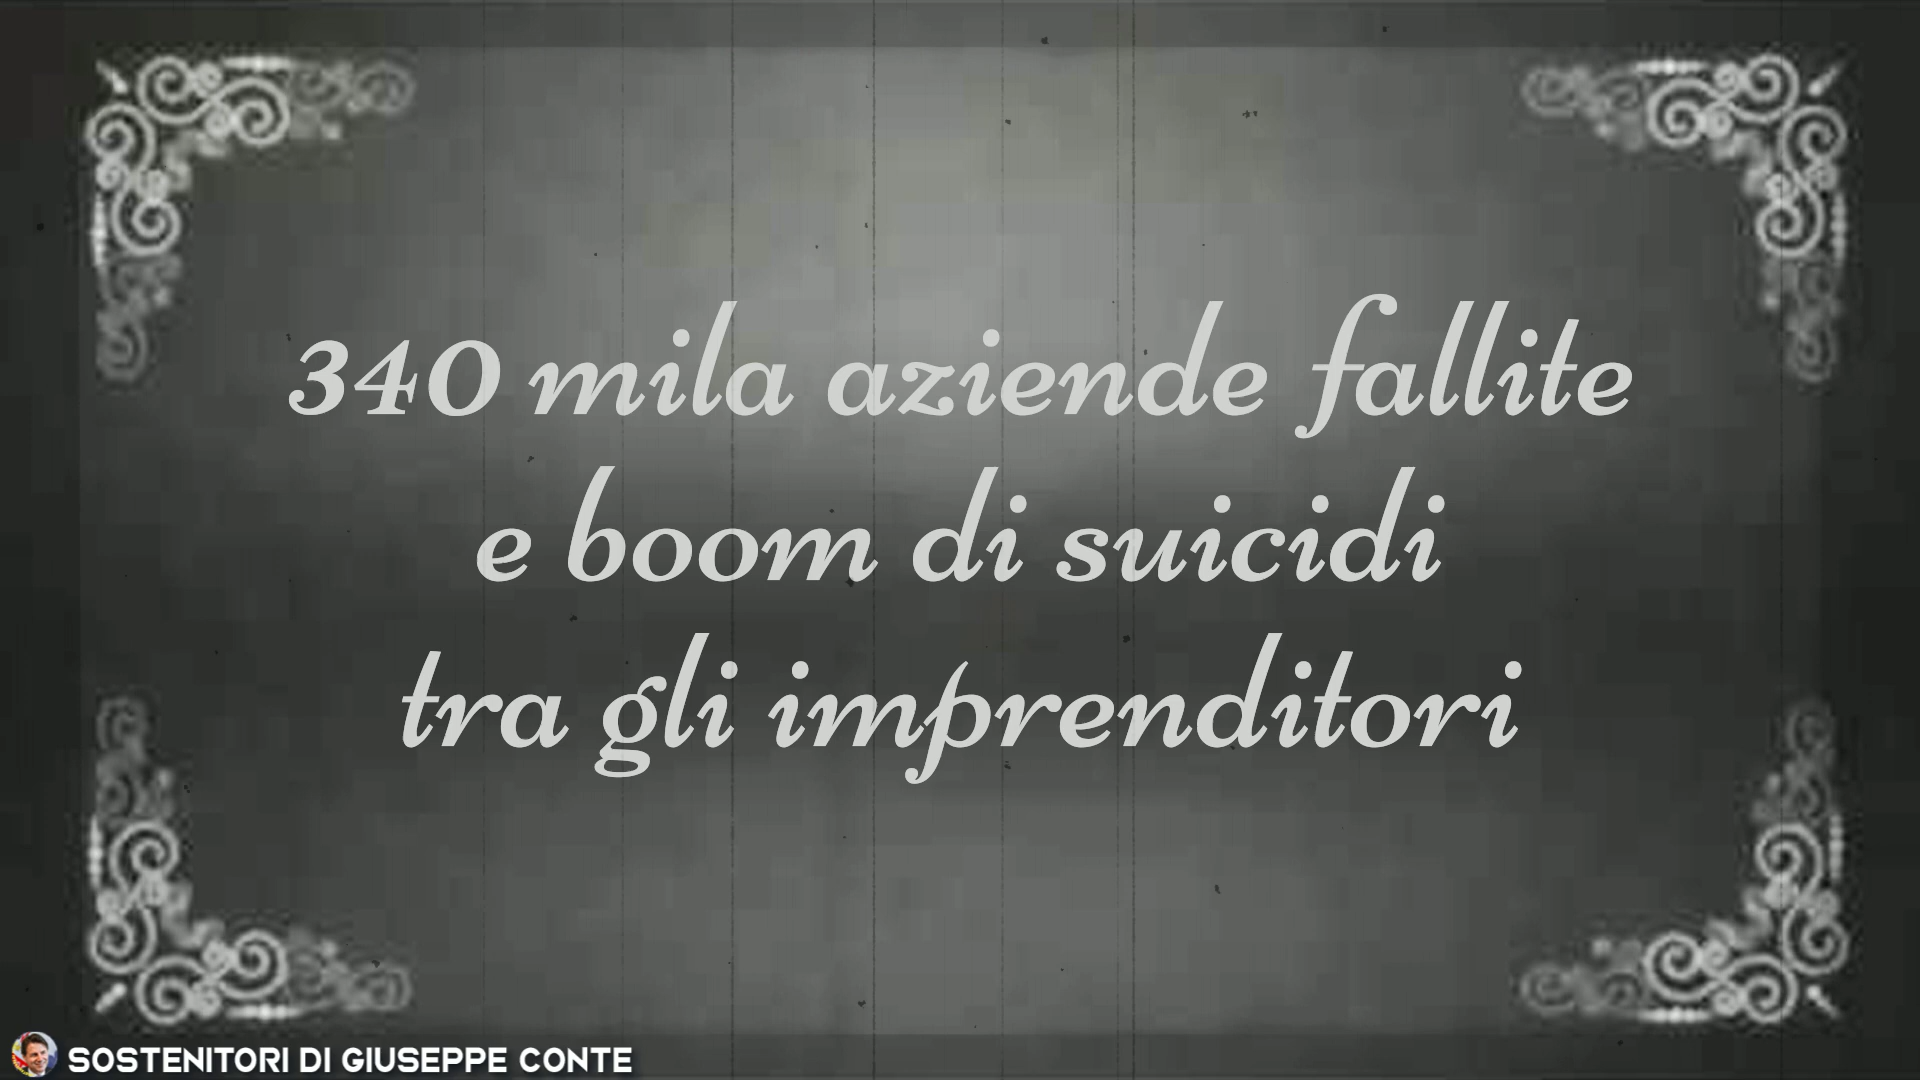 340 mila aziende fallite
e boom di suicidi
tra gli imprenditori
SOSTENITORI DI GIUSEPPE CONTE